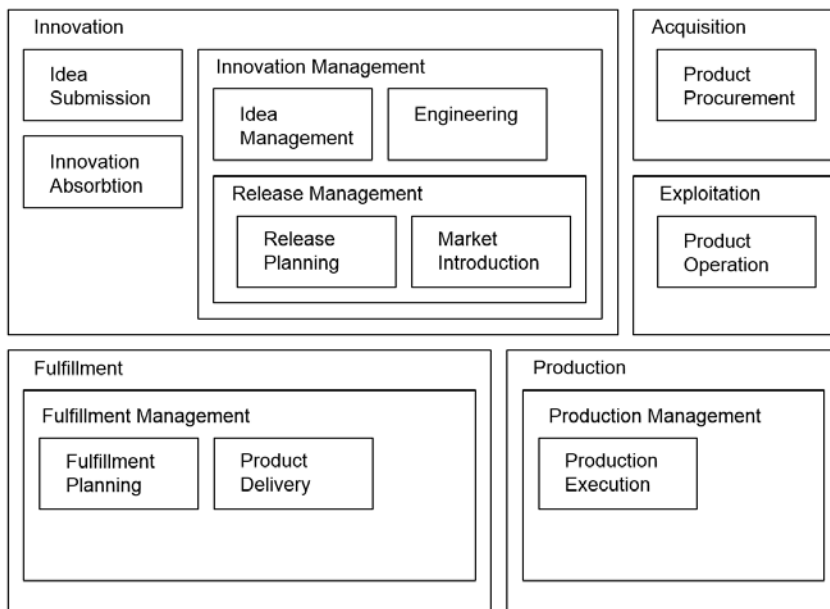 Innovation
Idea
Submission
Innovation
Absorbtion
Innovation Management
Idea
Management
Engineering
Release Management
Release
Planning
Market
Introduction
Acquisition
Product
Procurement
Exploitation
Product
Operation
Fulfillment
Fulfillment Management
Fulfillment
Planning
Product
Delivery
Production
Production Management
Production
Execution